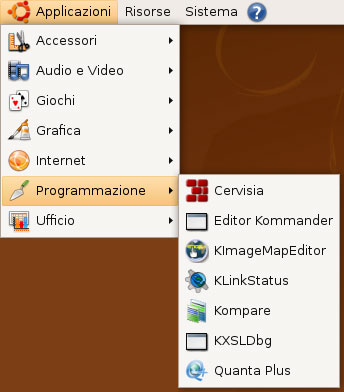 Applicazioni Risorse Sistema ?
Accessori
Audio e Video
Giochi
Grafica
Internet
Programmazione
Ufficio
Cervisia
Editor Kommander
KImageMapEditor
KLinkStatus
Kompare
KXSLDbg
Quanta Plus